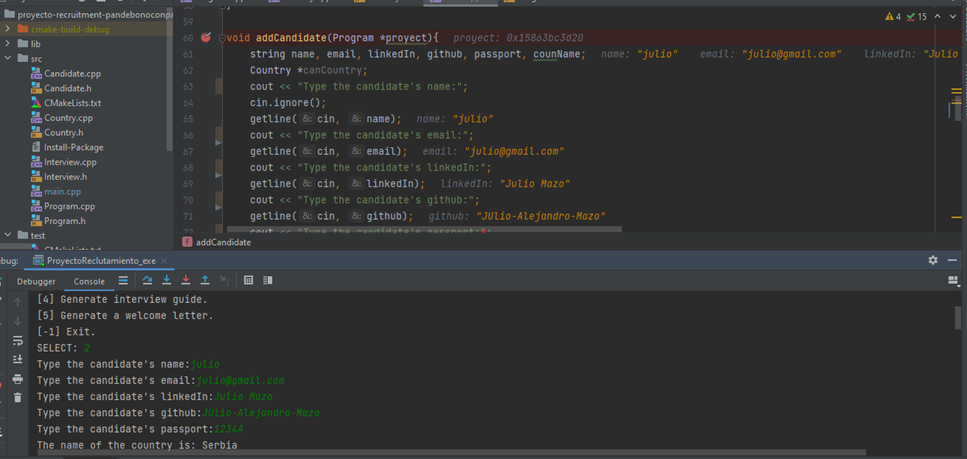 proyecto-recruitment-pandebonoconpa
cmake-build-debug
lib
src
Candidate.cpp
Candidate.h
CMakeLists.txt
Country.cpp
Country.h
Install-Package
Interview.cpp
Interview.h
main.cpp
Program.cpp
Program.h
test
4 15
59
60 void addCandidate(Program *proyect){ proyect: 0x15863bc3d20
61 string name, email, linkedIn, github, passport, counName; name: "julio" email: "julio@gmail.com" linkedIn: "Julio
62 Country *canCountry;
63 cout << "Type the candidate's name:";
64 cin.ignore();
65 getline( &: cin, &: name); name: "julio"
66 cout << "Type the candidate's email:";
67 getline( &: cin, &: email); email: "julio@gmail.com"
68 cout << "Type the candidate's linkedIn:";
69 getline( &: cin, &: linkedIn); linkedIn: "Julio Mazo"
70 cout << "Type the candidate's github:";
71 getline( &: cin, &: github); github: "JUlio-Alejandro-Mazo"
cout << "Type the candidate's passport:";
f addCandidate
ebug: ProyectoReclutamiento_exe
Debugger Console
[4] Generate interview guide.
[5] Generate a welcome letter.
[-1] Exit.
SELECT: 2
Type the candidate's name:julio
Type the candidate's email:julio@gmail.com
Type the candidate's linkedIn:Julio Mazo
Type the candidate's github:JUlio-Alejandro-Mazo
Type the candidate's passport:1234A
The name of the country is: Serbia